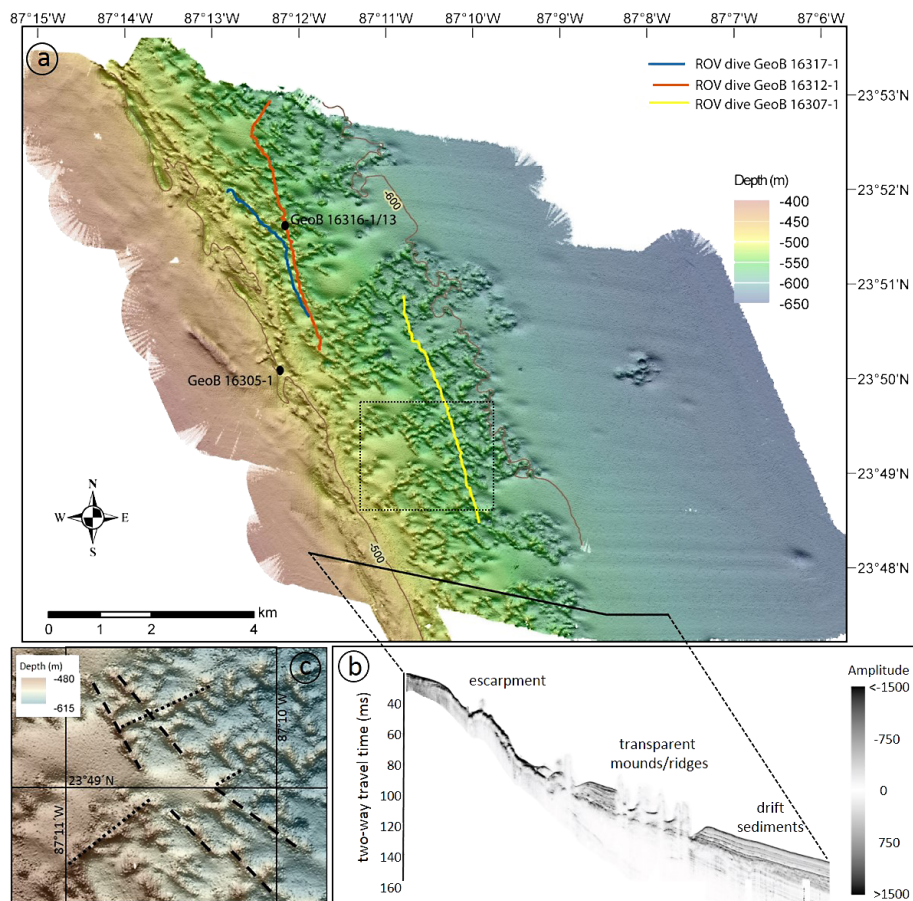 87°15'W 87°14'W 87°13'W 87°12'W 87°11'W 87°10'W 87°9'W 87°8'W 87°7'W 87°6'W
a
ROV dive GeoB 16317-1
ROV dive GeoB 16312-1
ROV dive GeoB 16307-1
23°53'N
23°52'N
23°51'N
23°50'N
23°49'N
23°48'N
Depth (m)
-400
-450
-500
-550
-600
-650
-600
GeoB 16316-1/13
GeoB 16305-1
-500
N
W E
S
km
0 1 2 4
c
Depth (m)
-480
-615
87°10' W
23°49' N
87°11' W
b
escarpment
transparent
mounds/ridges
drift
sediments
two-way travel time (ms)
40
60
80
100
120
140
160
Amplitude
<-1500
-750
0
750
>1500